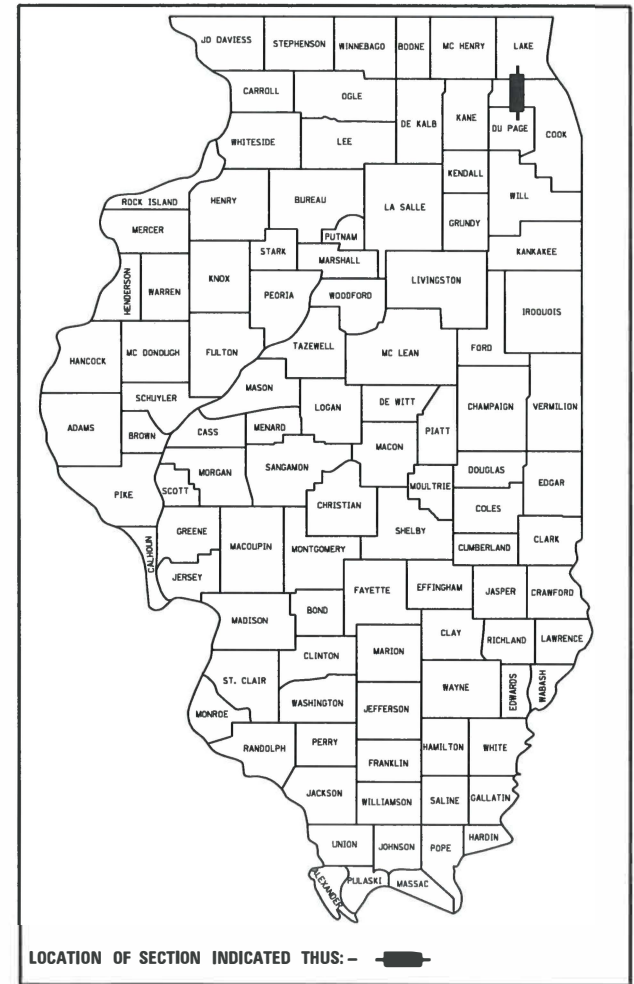 JO DAVIESS
STEPHENSON
WINNEBAGO
BOONE
MC HENRY
LAKE
CARROLL
OGLE
DE KALB
KANE
DU PAGE
COOK
WHITESIDE
LEE
KENDALL
WILL
ROCK ISLAND
HENRY
BUREAU
LA SALLE
GRUNDY
MERCER
PUTNAM
KANKAKEE
STARK
MARSHALL
HENDERSON
WARREN
KNOX
PEORIA
WOODFORD
LIVINGSTON
IROQUOIS
HANCOCK
MC DONOUGH
FULTON
TAZEWELL
MC LEAN
FORD
MASON
SCHUYLER
LOGAN
DE WITT
CHAMPAIGN
VERMILION
ADAMS
BROWN
CASS
MENARD
PIATT
MACON
MORGAN
SANGAMON
DOUGLAS
EDGAR
PIKE
SCOTT
CHRISTIAN
MOULTRIE
COLES
GREENE
MACOUPIN
MONTGOMERY
SHELBY
CUMBERLAND
CLARK
CALHOUN
JERSEY
FAYETTE
EFFINGHAM
JASPER
CRAWFORD
MADISON
BOND
CLAY
RICHLAND
LAWRENCE
CLINTON
MARION
ST. CLAIR
WAYNE
EDWARDS
WABASH
WASHINGTON
JEFFERSON
MONROE
RANDOLPH
PERRY
HAMILTON
WHITE
FRANKLIN
JACKSON
WILLIAMSON
SALINE
GALLATIN
UNION
JOHNSON
POPE
HARDIN
ALEXANDER
PULASKI
MASSAC
LOCATION OF SECTION INDICATED THUS: –